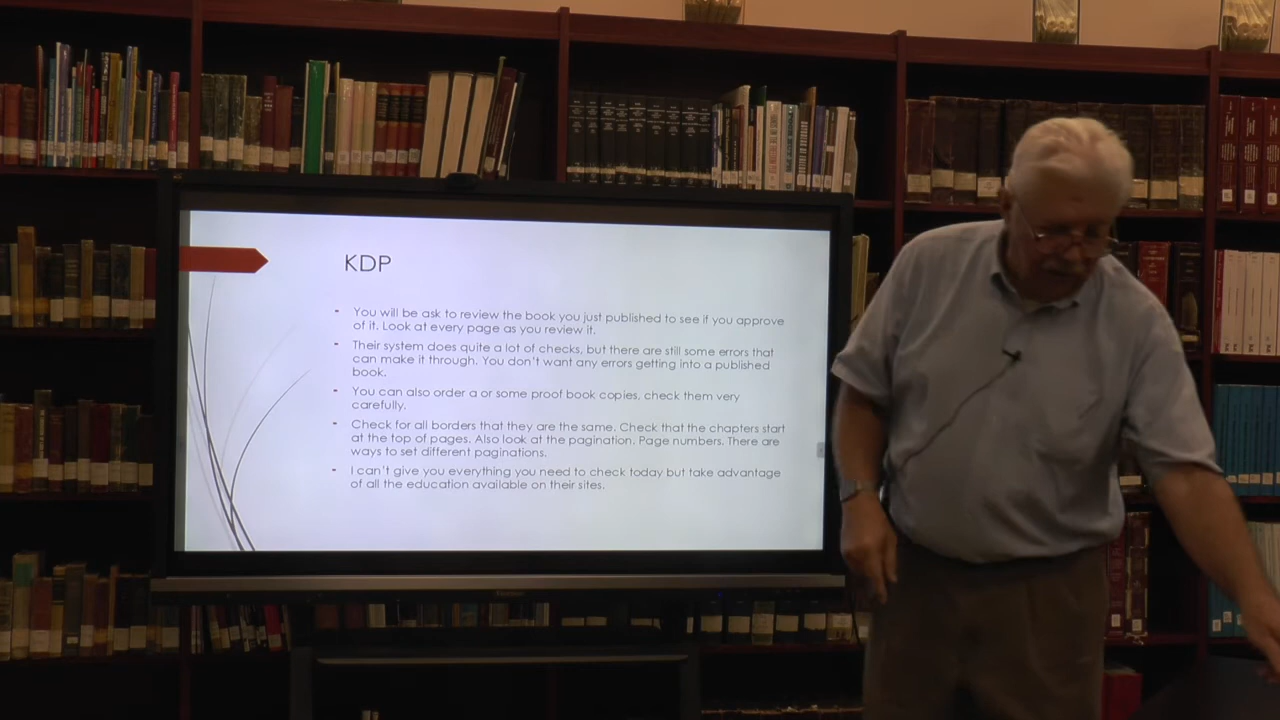 KDP
- You will be ask to review the book you just published to see if you approve
of it. Look at every page as you review it.
- Their system does quite a lot of checks, but there are still some errors that
can make it through. You don't want any errors getting into a published
book.
- You can also order a or some proof book copies, check them very
carefully.
- Check for all borders that they are the same. Check that the chapters start
at the top of pages. Also look at the pagination. Page numbers. There are
ways to set different paginations.
- I can't give you everything you need to check today but take advantage
of all the education available on their sites.